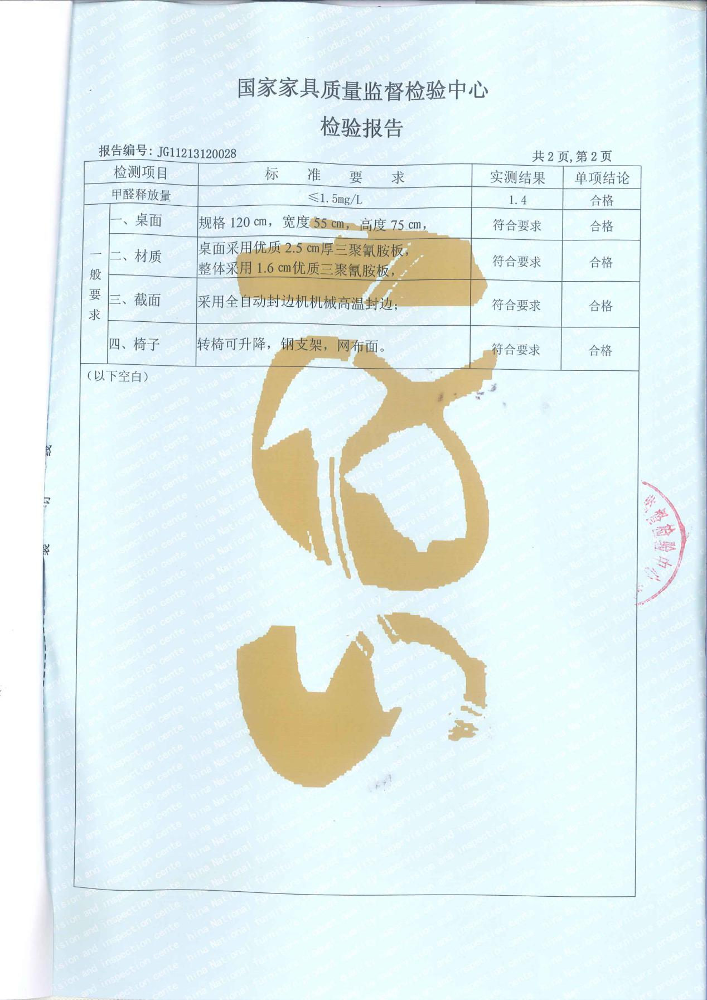 国家家具质量监督检验中心
检验报告
报告编号: JG11213120028
共 2 页, 第 2 页
检测项目 标 准 要 求 实测结果 单项结论
甲醛释放量 ≤1.5mg/L 1.4 合格
一般要求
一、桌面 规格 120 cm，宽度 55 cm，高度 75 cm， 符合要求 合格
二、材质 桌面采用优质 2.5 cm厚三聚氰胺板， 符合要求 合格
整体采用 1.6 cm优质三聚氰胺板，
三、截面 采用全自动封边机机械高温封边； 符合要求 合格
四、椅子 转椅可升降，钢支架，网布面。 符合要求 合格
（以下空白）
督检验中心